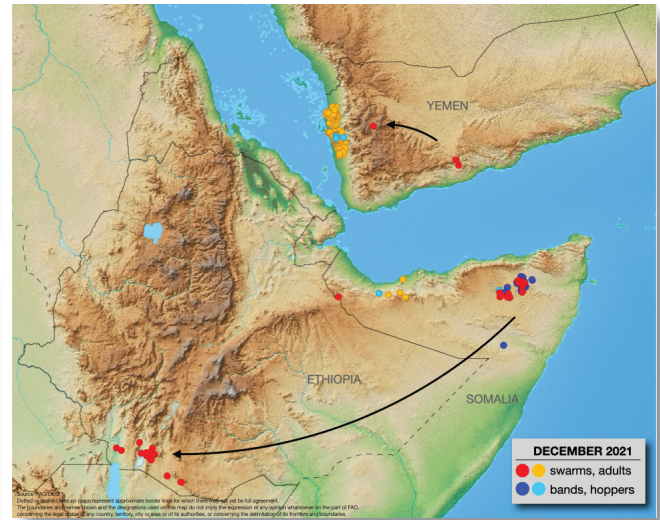 YEMEN
ETHIOPIA
SOMALIA
DECEMBER 2021
swarms, adults
bands, hoppers
Source: FAO/DLIS
Dotted or dashed lines on maps represent approximate border lines for which there may not yet be full agreement.
The boundaries and names shown and the designations used on this map do not imply the expression of any opinion whatsoever on the part of FAO
concerning the legal status of any country, territory, city or area or of its authorities, or concerning the delimitation of its frontiers and boundaries.